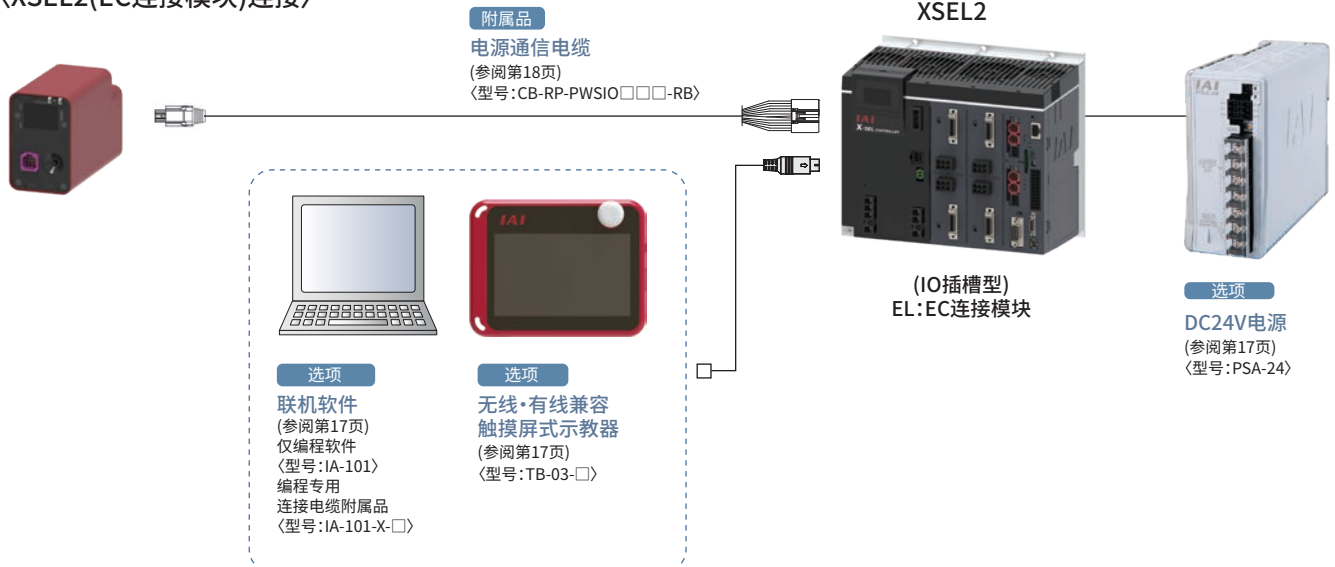 〈XSEL2(EC连接模块)连接〉
附属品
电源通信电缆
(参阅第18页)
〈型号:CB-RP-PWSIO□□□-RB〉
XSEL2
IAI
X-SEL CONTROLLER
(IO插槽型)
EL:EC连接模块
IAI
选项
DC24V电源
(参阅第17页)
〈型号:PSA-24〉
IAI
选项
联机软件
(参阅第17页)
仅编程软件
〈型号:IA-101〉
编程专用
连接电缆附属品
〈型号:IA-101-X-□〉
选项
无线·有线兼容
触摸屏式示教器
(参阅第17页)
〈型号:TB-03-□〉